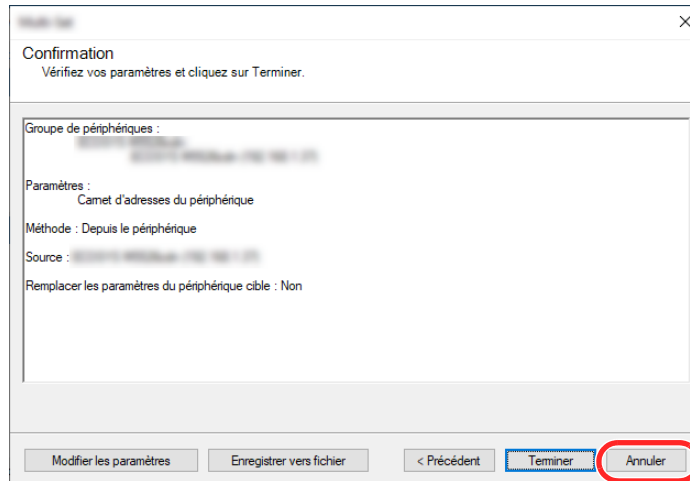 Confirmation
Vérifiez vos paramètres et cliquez sur Terminer.
Groupe de périphériques :
Paramètres :
Carnet d'adresses du périphérique
Méthode : Depuis le périphérique
Source :
Remplacer les paramètres du périphérique cible : Non
Modifier les paramètres
Enregistrer vers fichier
< Précédent
Terminer
Annuler